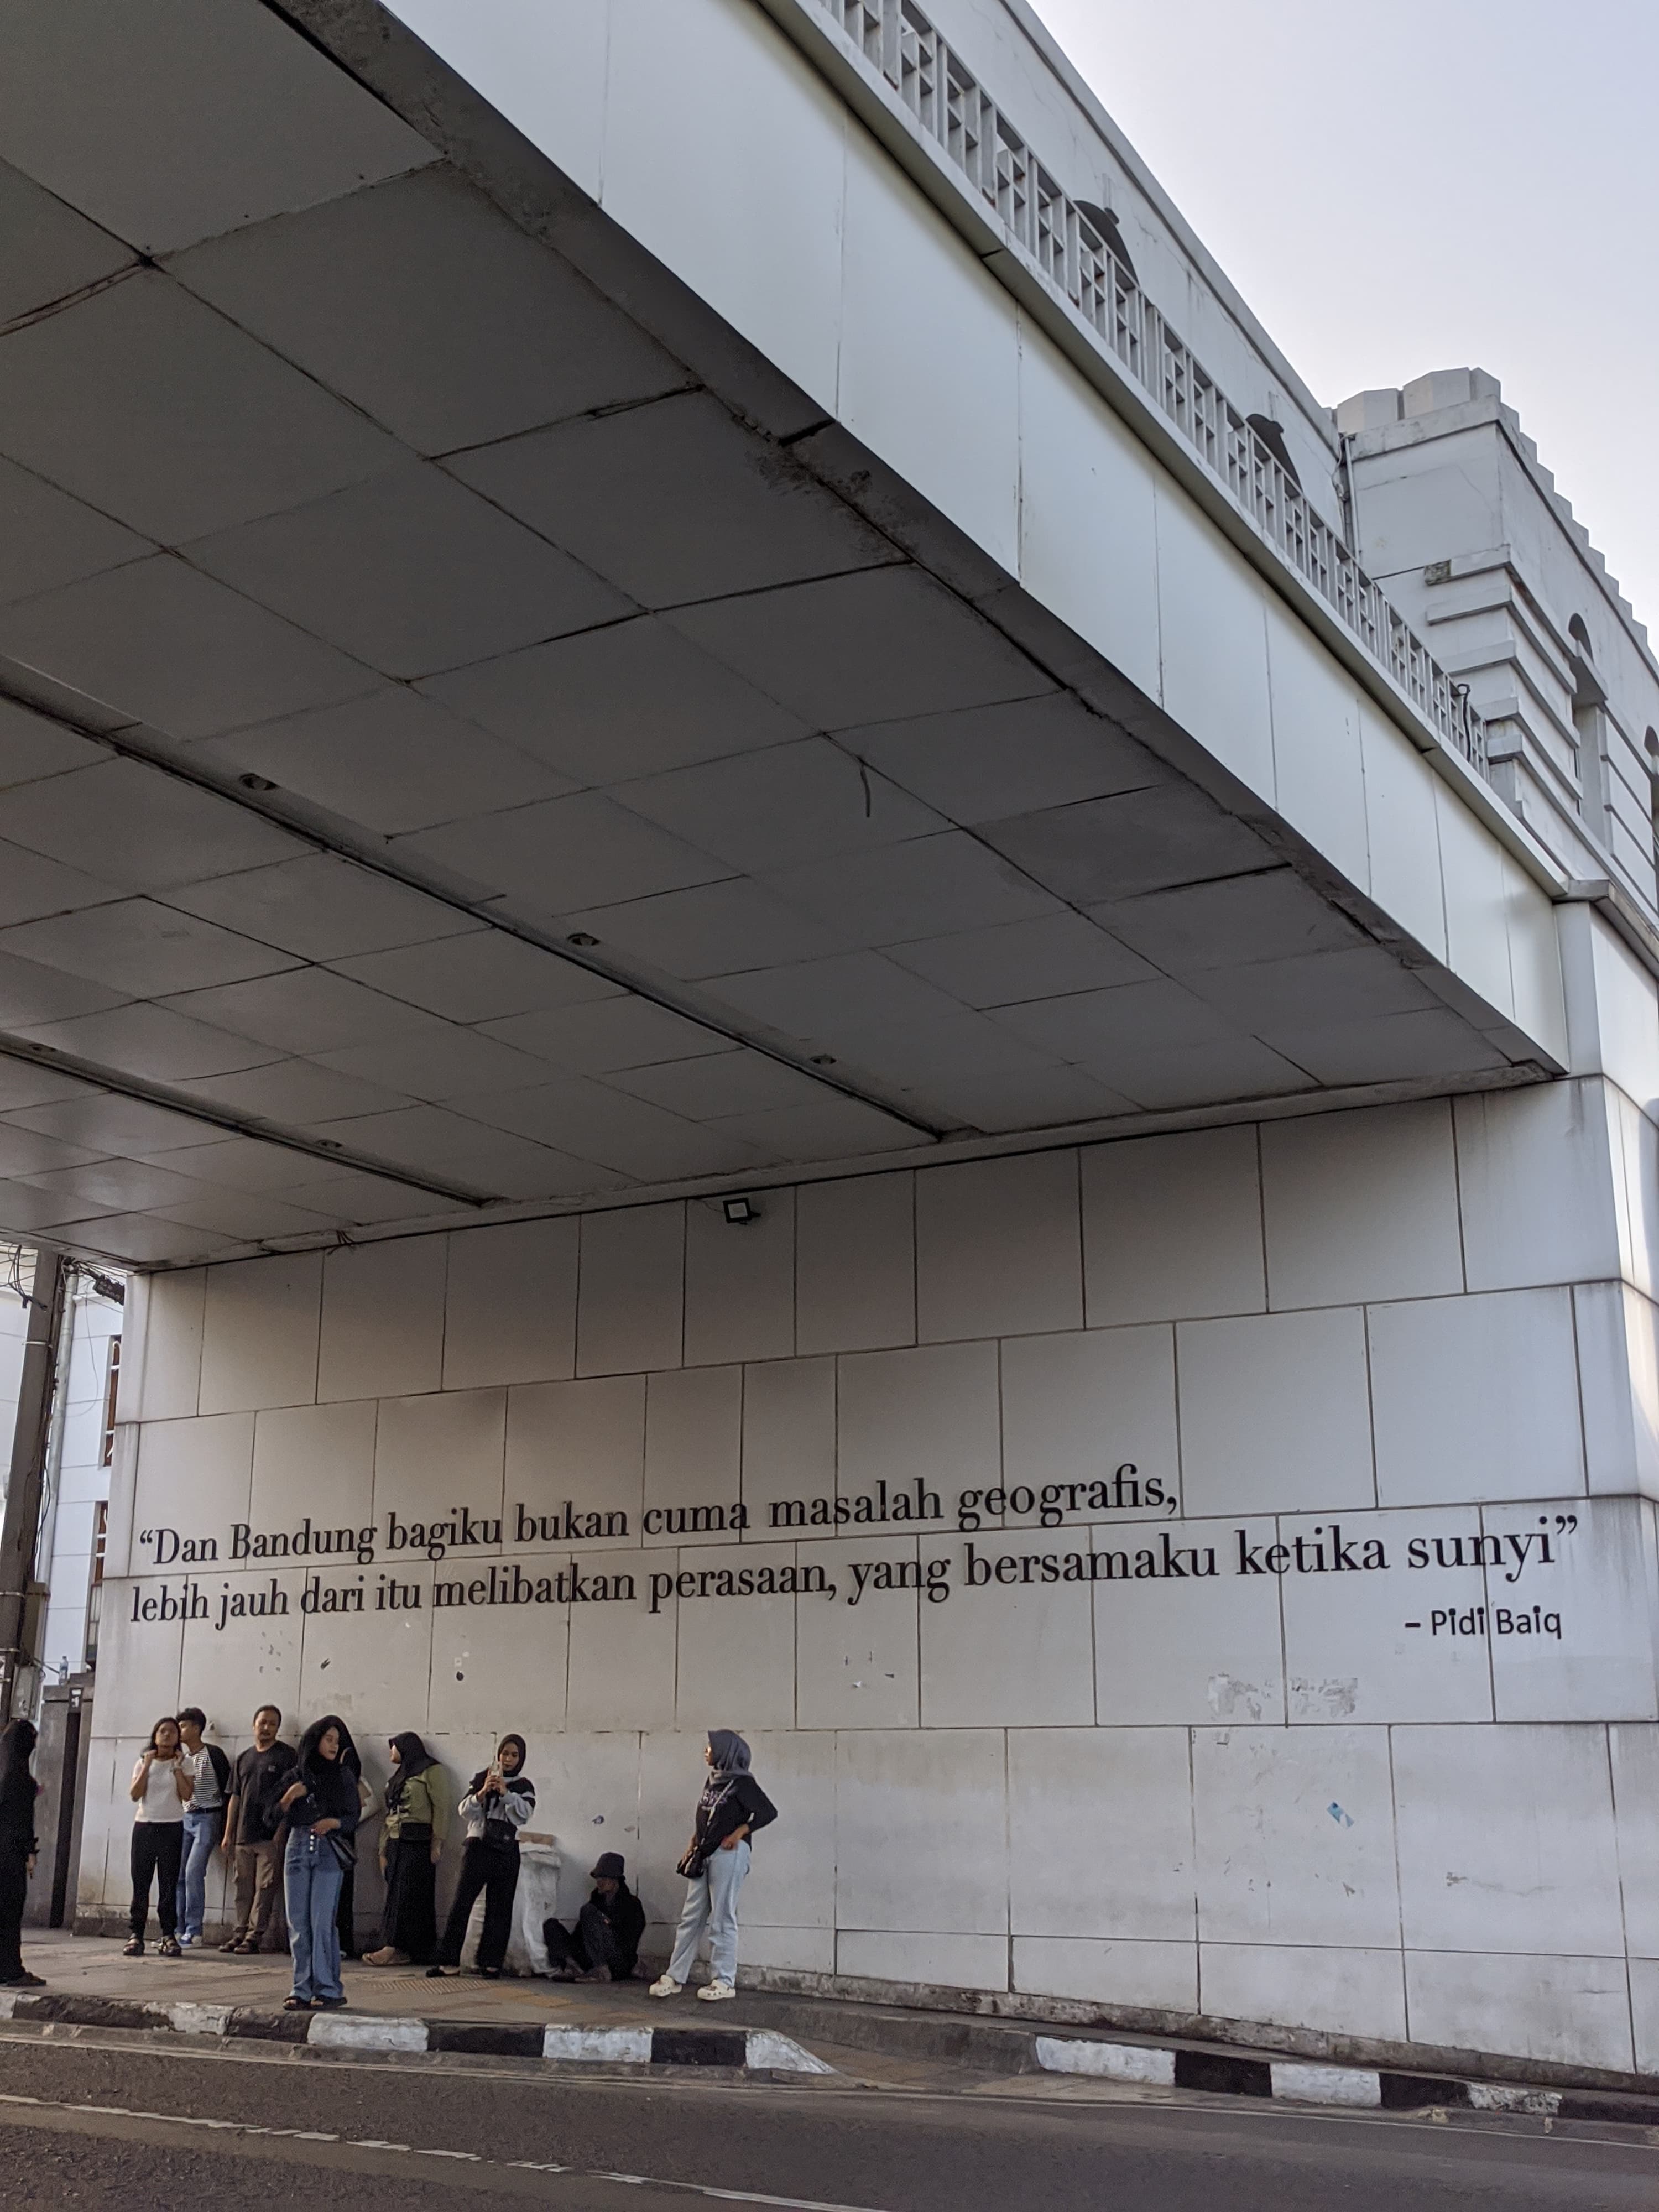 “Dan Bandung bagiku bukan cuma masalah geografis,
lebih jauh dari itu melibatkan perasaan, yang bersamaku ketika sunyi”
– Pidi Baiq